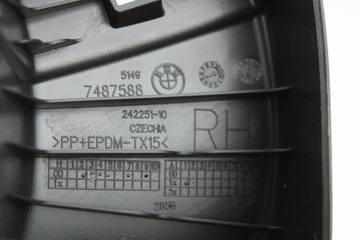 5149
7487588
242251-10
CZECHIA
>PP+EPDM-TX15<
RH
2856